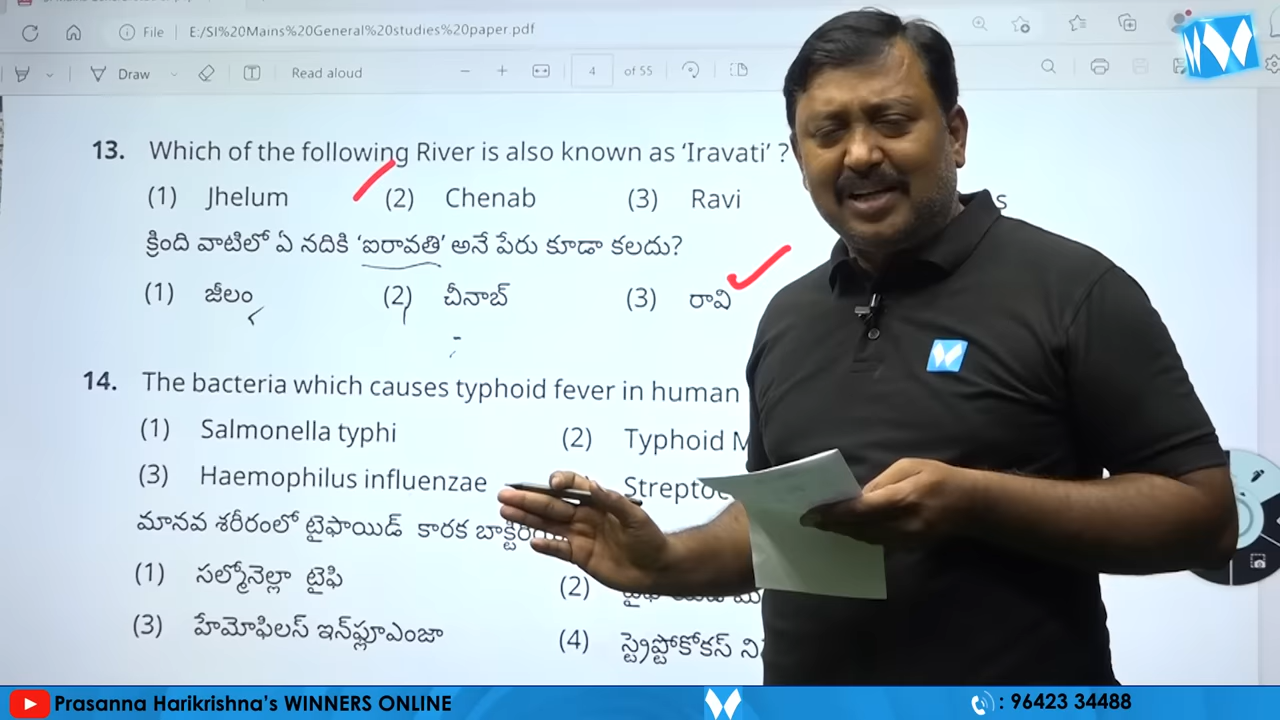 File E:/SI%20Mains%20General%20studies%20paper.pdf
Draw Read aloud 4 of 55
13. Which of the following River is also known as ‘Iravati’ ?
(1) Jhelum (2) Chenab (3) Ravi s
క్రింది వాటిలో ఏ నదికి ‘ఐరావతి’ అనే పేరు కూడా కలదు?
(1) జీలం (2) చీనాబ్ (3) రావి
14. The bacteria which causes typhoid fever in human
(1) Salmonella typhi (2) Typhoid M
(3) Haemophilus influenzae Streptoc
మానవ శరీరంలో టైఫాయిడ్ కారక
(1) సల్మోనెల్లా టైఫి (2)
(3) హేమోఫిలస్ ఇన్‌ఫ్లూఎంజా (4) స్ట్రెప్టోకోకస్
Prasanna Harikrishna’s WINNERS ONLINE : 96423 34488